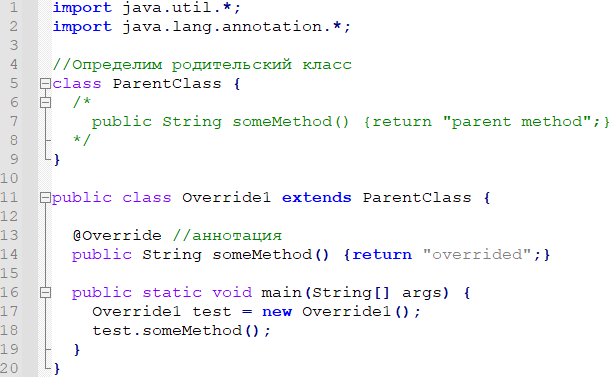 1 import java.util.*;
2 import java.lang.annotation.*;
3
4 //Определим родительский класс
5 class ParentClass {
6 /*
7 public String someMethod() {return "parent method";}
8 */
9 }
10
11 public class Override1 extends ParentClass {
12
13 @Override //аннотация
14 public String someMethod() {return "overrided";}
15
16 public static void main(String[] args) {
17 Override1 test = new Override1();
18 test.someMethod();
19 }
20 }